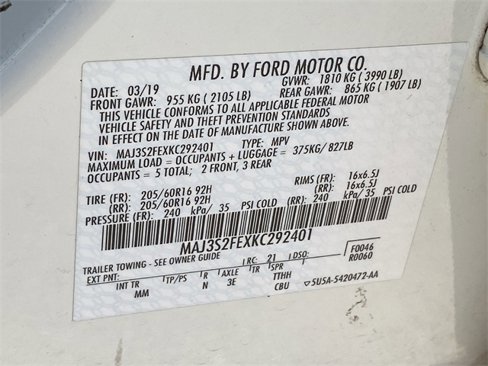 MFD. BY FORD MOTOR CO.
DATE: 03/19 GVWR: 1810 KG ( 3990 LB)
FRONT GAWR: 955 KG ( 2105 LB) REAR GAWR: 865 KG ( 1907 LB)
THIS VEHICLE CONFORMS TO ALL APPLICABLE FEDERAL MOTOR
VEHICLE SAFETY AND THEFT PREVENTION STANDARDS
IN EFFECT ON THE DATE OF MANUFACTURE SHOWN ABOVE.
VIN: MAJ3S2FEXKC292401 TYPE: MPV
MAXIMUM LOAD = OCCUPANTS + LUGGAGE = 375KG/ 827LB
OCCUPANTS = 5 TOTAL; 2 FRONT, 3 REAR
TIRE (FR): 205/60R16 92H RIMS (FR): 16x6.5J
(RR): 205/60R16 92H (RR): 16x6.5J
PRESSURE (FR): 240 kPa/ 35 PSI COLD (RR): 240 kPa/ 35 PSI COLD
MAJ3S2FEXKC292401
TRAILER TOWING - SEE OWNER GUIDE F0046
LRC: 21 DSO: R0060
EXT PNT: INT TR TP/PS R AXLE TR SPR
MM N 3E TTHH
CBU SU5A-5420472-AA